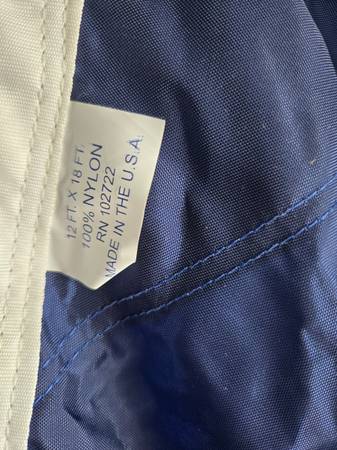 12 FT. X 18 FT.
100% NYLON
RN 102722
MADE IN THE U.S.A.